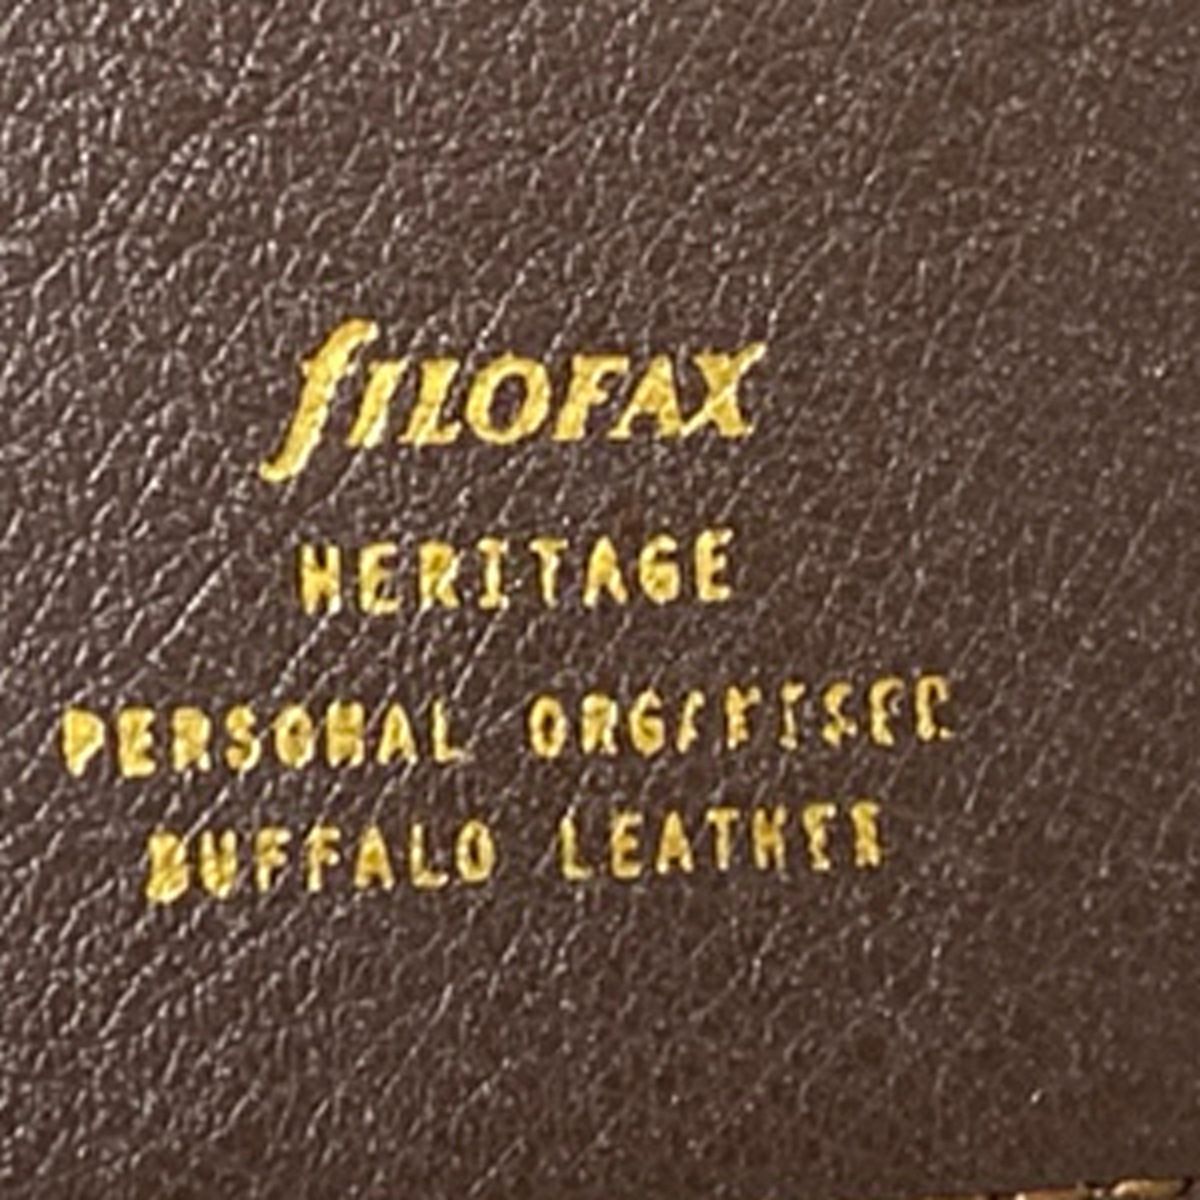 fILOFAX
HERITAGE
PERSONAL ORGANISER
BUFFALO LEATHER